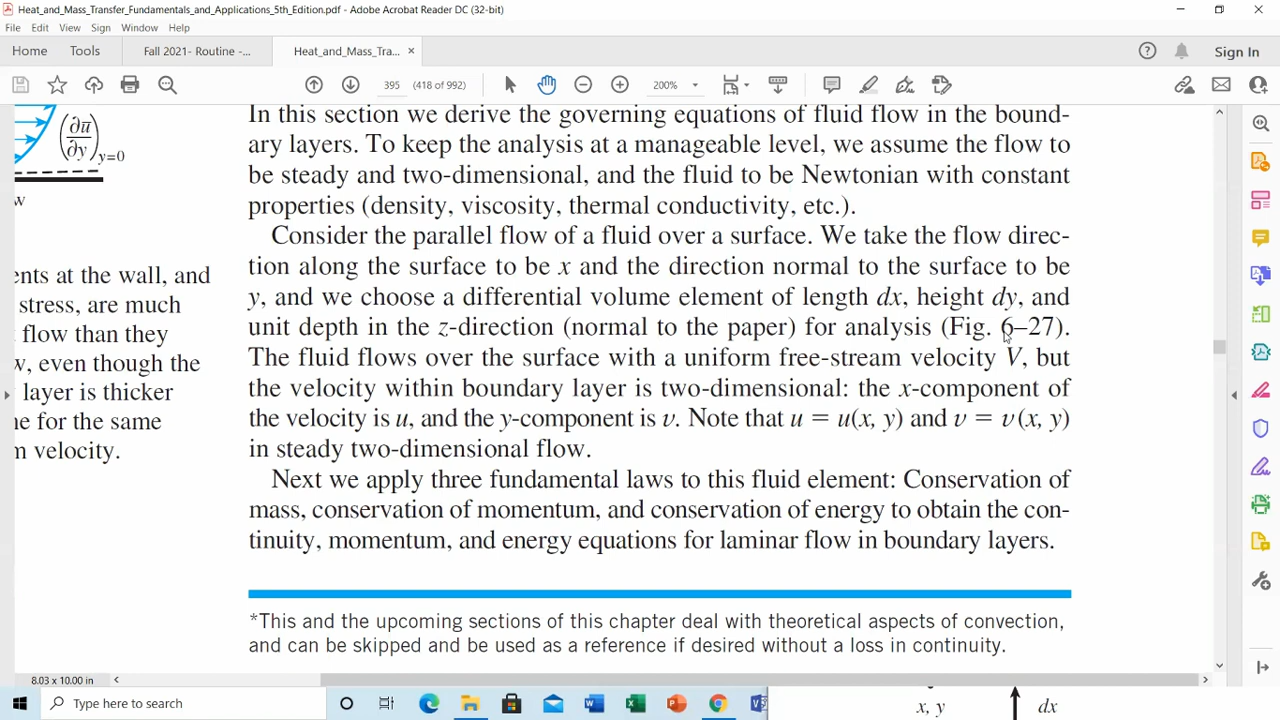 Heat_and_Mass_Transfer_Fundamentals_and_Applications_5th_Edition.pdf - Adobe Acrobat Reader DC (32-bit)
File Edit View Sign Window Help
Home Tools Fall 2021- Routine -... Heat_and_Mass_Tra... × Sign In
395 (418 of 992) 200%
(∂u/∂y)y=0
w
ents at the wall, and
stress, are much
flow than they
w, even though the
layer is thicker
ne for the same
m velocity.
In this section we derive the governing equations of fluid flow in the bound-
ary layers. To keep the analysis at a manageable level, we assume the flow to
be steady and two-dimensional, and the fluid to be Newtonian with constant
properties (density, viscosity, thermal conductivity, etc.).
Consider the parallel flow of a fluid over a surface. We take the flow direc-
tion along the surface to be x and the direction normal to the surface to be
y, and we choose a differential volume element of length dx, height dy, and
unit depth in the z-direction (normal to the paper) for analysis (Fig. 6–27).
The fluid flows over the surface with a uniform free-stream velocity V, but
the velocity within boundary layer is two-dimensional: the x-component of
the velocity is u, and the y-component is υ. Note that u = u(x, y) and υ = υ(x, y)
in steady two-dimensional flow.
Next we apply three fundamental laws to this fluid element: Conservation of
mass, conservation of momentum, and conservation of energy to obtain the con-
tinuity, momentum, and energy equations for laminar flow in boundary layers.
*This and the upcoming sections of this chapter deal with theoretical aspects of convection,
and can be skipped and be used as a reference if desired without a loss in continuity.
8.03 x 10.00 in
Type here to search
x, y dx